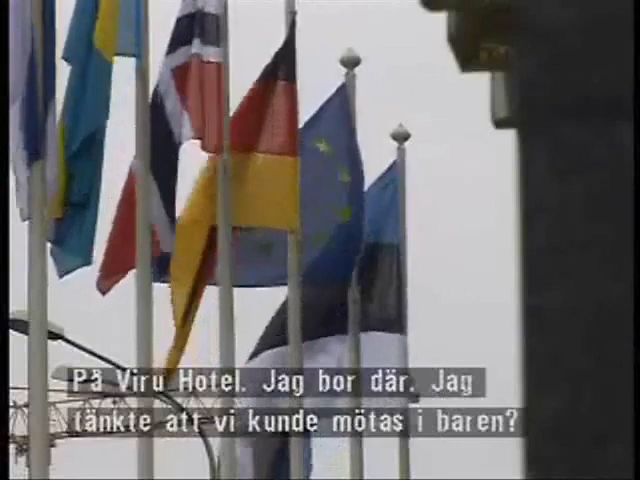 På Viru Hotel. Jag bor där. Jag
tänkte att vi kunde mötas i baren?